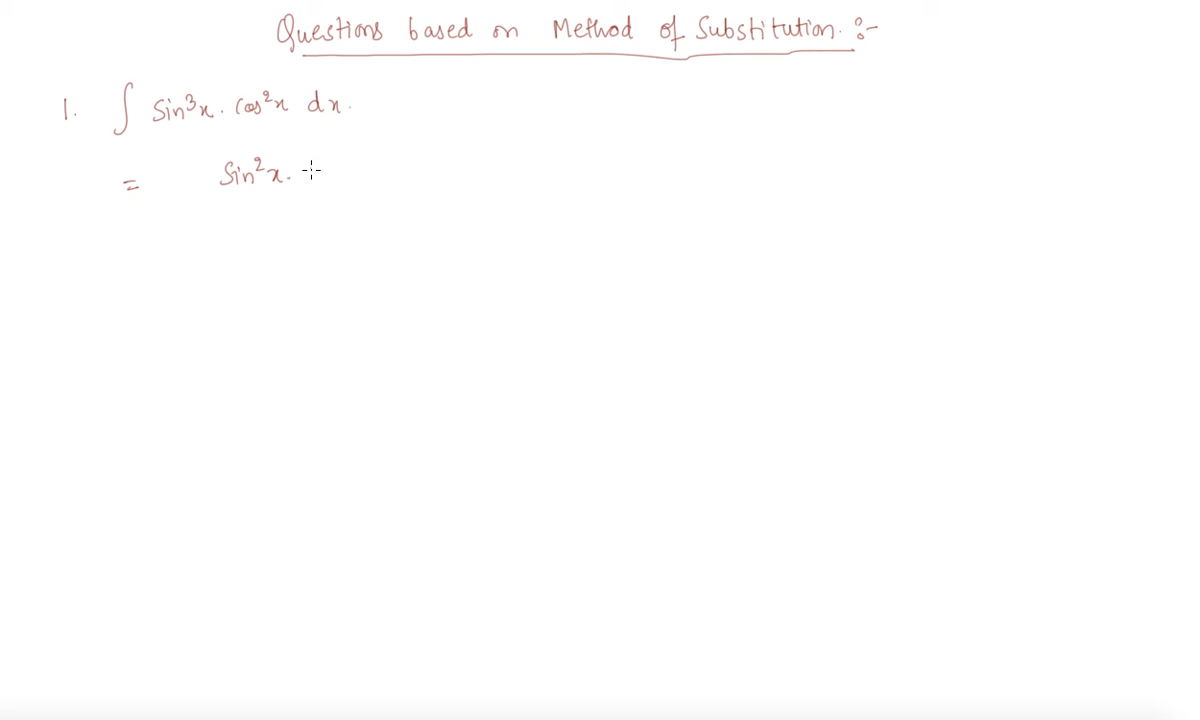 Questions based on Method of Substitution. :-
1. ∫ Sin³x . Cos²x dx.
= Sin²x.